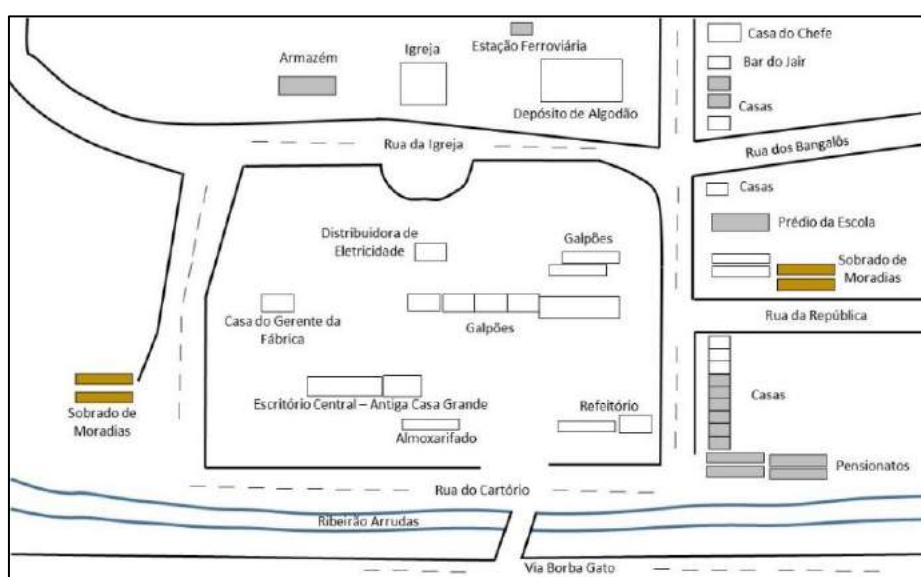 Estação Ferroviária
Casa do Chefe
Igreja
Armazém
Bar do Jair
Casas
Depósito de Algodão
Rua da Igreja
Rua dos Bangalôs
Casas
Prédio da Escola
Distribuidora de
Eletricidade
Galpões
Sobrado de
Moradias
Casa do Gerente da
Fábrica
Galpões
Rua da República
Escritório Central – Antiga Casa Grande
Refeitório
Casas
Sobrado de
Moradias
Almoxarifado
Pensionatos
Rua do Cartório
Ribeirão Arrudas
Via Borba Gato